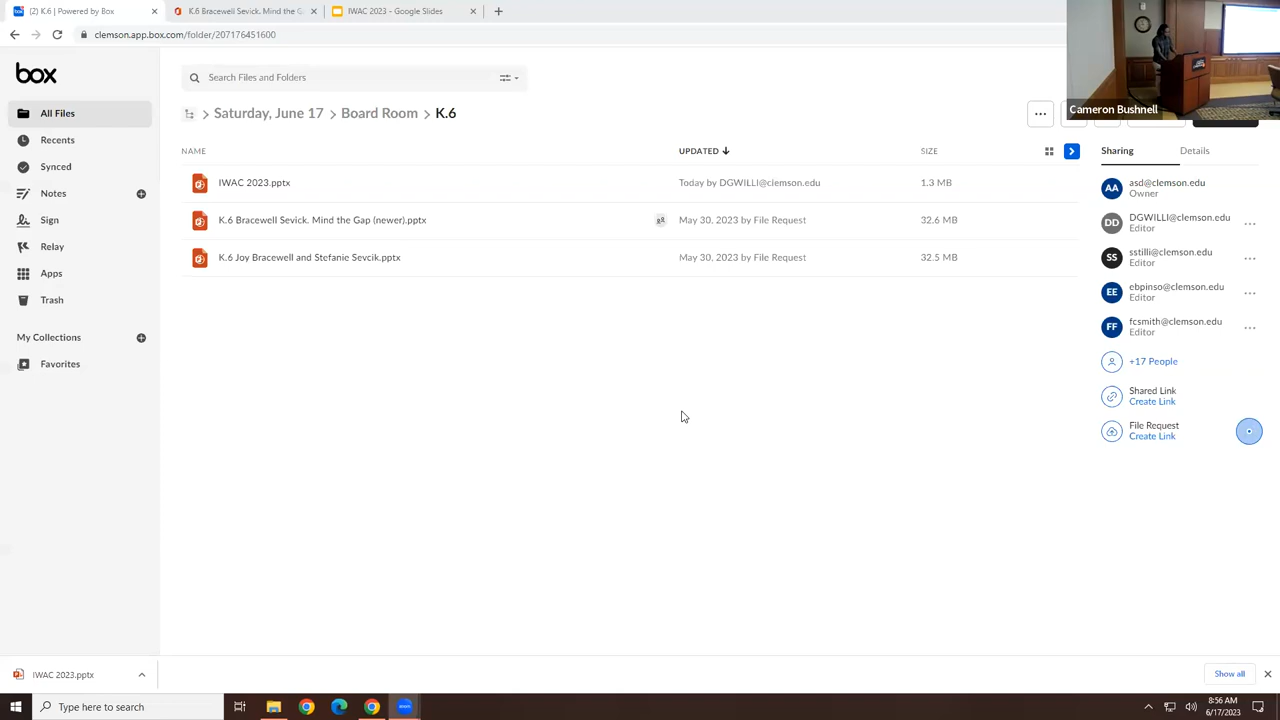 (2) K.6 | Powered by Box
K.6 Bracewell Sevick. Mind the G
IWAC 2023 - Google Slides
clemson.app.box.com/folder/207176451600
box
Search Files and Folders
Saturday, June 17 > Board Room > K.6
Cameron Bushnell
All Files
Recents
Synced
Notes
Sign
Relay
Apps
Trash
My Collections
Favorites
NAME UPDATED SIZE
IWAC 2023.pptx Today by DGWILLI@clemson.edu 1.3 MB
K.6 Bracewell Sevick. Mind the Gap (newer).pptx May 30, 2023 by File Request 32.6 MB
K.6 Joy Bracewell and Stefanie Sevcik.pptx May 30, 2023 by File Request 32.5 MB
Sharing Details
AA asd@clemson.edu
Owner
DD DGWILLI@clemson.edu
Editor
SS sstilli@clemson.edu
Editor
EE ebpinso@clemson.edu
Editor
FF fcsmith@clemson.edu
Editor
+17 People
Shared Link
Create Link
File Request
Create Link
IWAC 2023.pptx
Show all
Type here to search
8:56 AM
6/17/2023